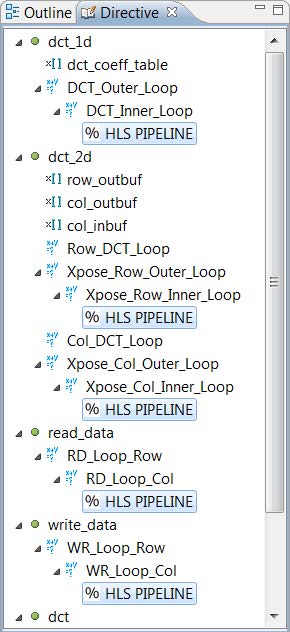 Outline Directive
dct_1d
x[] dct_coeff_table
DCT_Outer_Loop
DCT_Inner_Loop
% HLS PIPELINE
dct_2d
x[] row_outbuf
x[] col_outbuf
x[] col_inbuf
Row_DCT_Loop
Xpose_Row_Outer_Loop
Xpose_Row_Inner_Loop
% HLS PIPELINE
Col_DCT_Loop
Xpose_Col_Outer_Loop
Xpose_Col_Inner_Loop
% HLS PIPELINE
read_data
RD_Loop_Row
RD_Loop_Col
% HLS PIPELINE
write_data
WR_Loop_Row
WR_Loop_Col
% HLS PIPELINE
dct